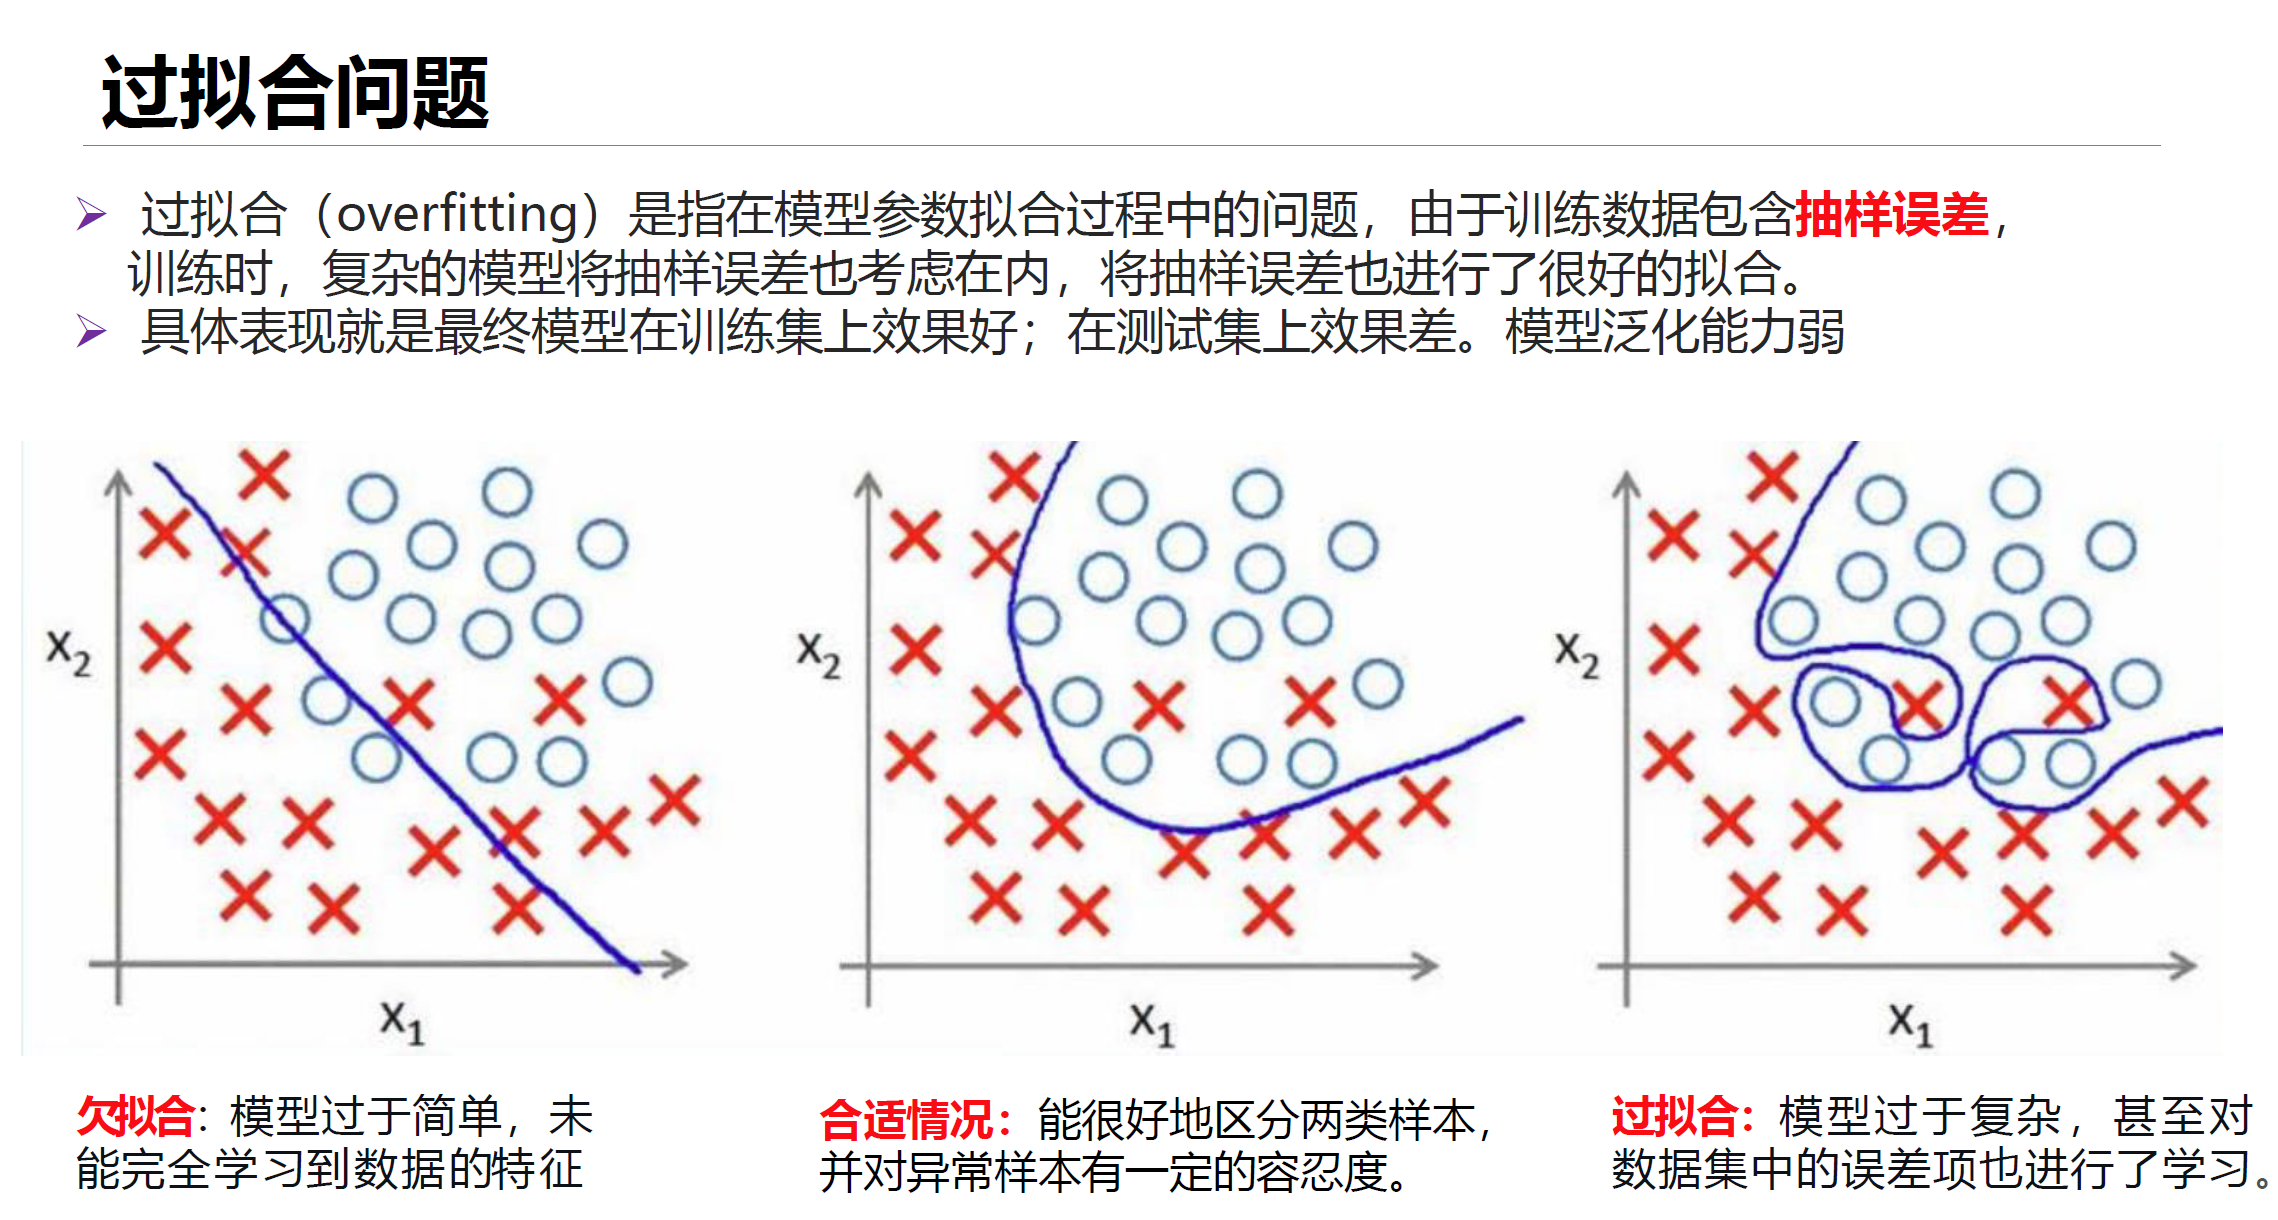 过拟合问题
过拟合（overfitting）是指在模型参数拟合过程中的问题，由于训练数据包含抽样误差，
训练时，复杂的模型将抽样误差也考虑在内，将抽样误差也进行了很好的拟合。
具体表现就是最终模型在训练集上效果好；在测试集上效果差。模型泛化能力弱
x₂
x₁
x₂
x₁
x₂
x₁
欠拟合：模型过于简单，未
能完全学习到数据的特征
合适情况：能很好地区分两类样本，
并对异常样本有一定的容忍度。
过拟合：模型过于复杂，甚至对
数据集中的误差项也进行了学习。